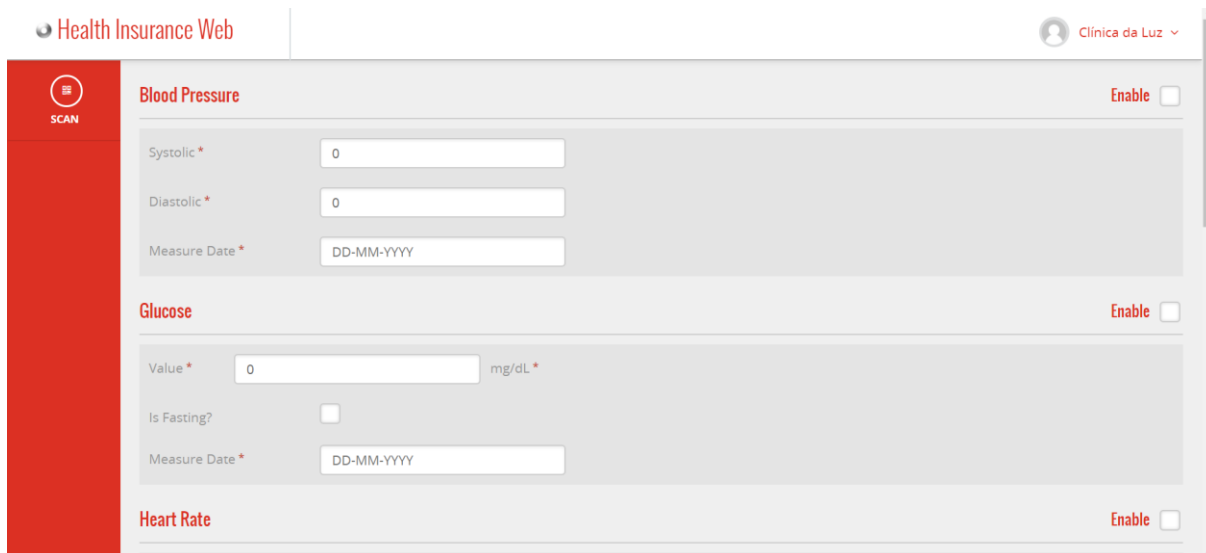 Health Insurance Web
Clínica da Luz
SCAN
Blood Pressure Enable
Systolic * 0
Diastolic * 0
Measure Date * DD-MM-YYYY
Glucose Enable
Value * 0 mg/dL *
Is Fasting?
Measure Date * DD-MM-YYYY
Heart Rate Enable